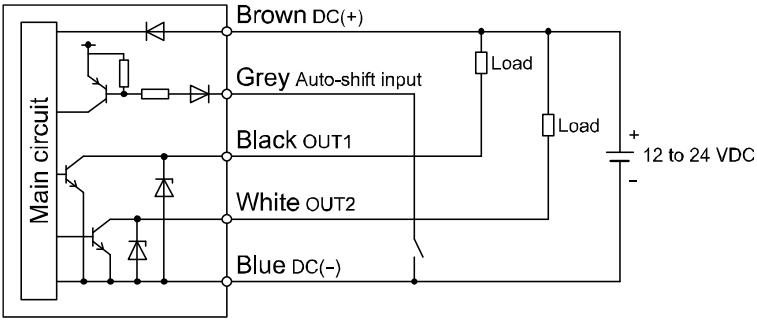 Brown DC(+)
Grey Auto-shift input
Load
Load
Main circuit
Black OUT1
12 to 24 VDC
+
−
White OUT2
Blue DC(−)